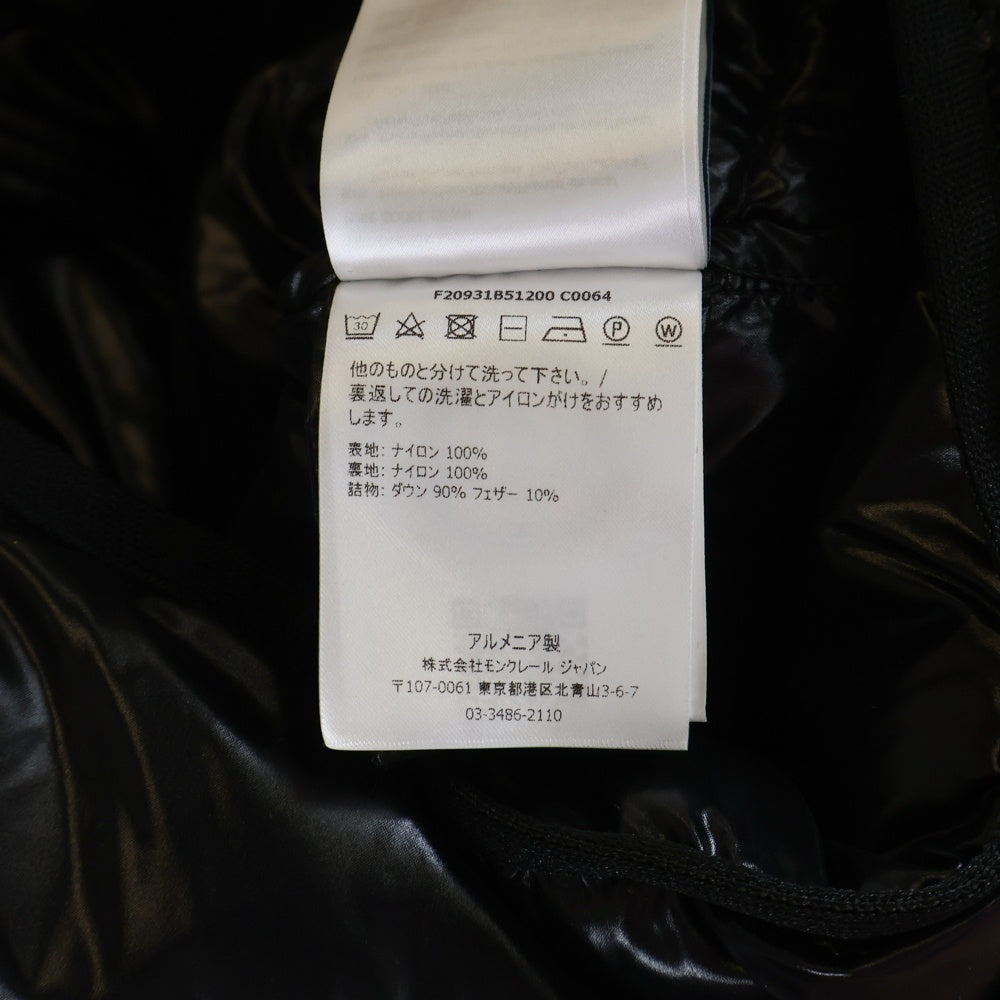 F20931B51200 C0064
30
P
W
他のものと分けて洗って下さい。/
裏返しての洗濯とアイロンがけをおすすめ
します。
表地: ナイロン 100%
裏地: ナイロン 100%
詰物: ダウン 90% フェザー 10%
アルメニア製
株式会社モンクレール ジャパン
〒107-0061 東京都港区北青山3-6-7
03-3486-2110